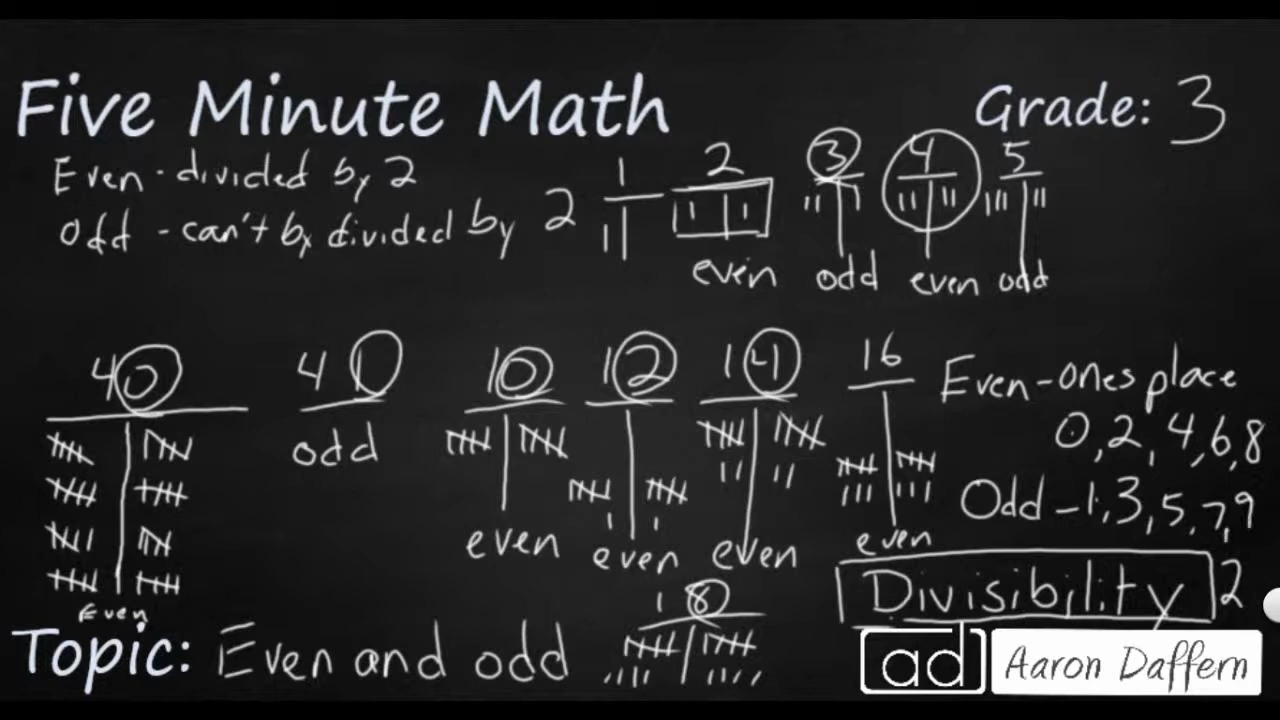 Five Minute Math
Grade: 3
Even - divided by 2
Odd - can't by divided by 2
1 2 3 4 5
even odd even odd
40 41 10 12 14 16
Even - ones place
0, 2, 4, 6, 8
odd
Odd - 1, 3, 5, 7, 9
even even even even
Even
18
Divisibility 2
Topic: Even and odd
ad Aaron Daffern